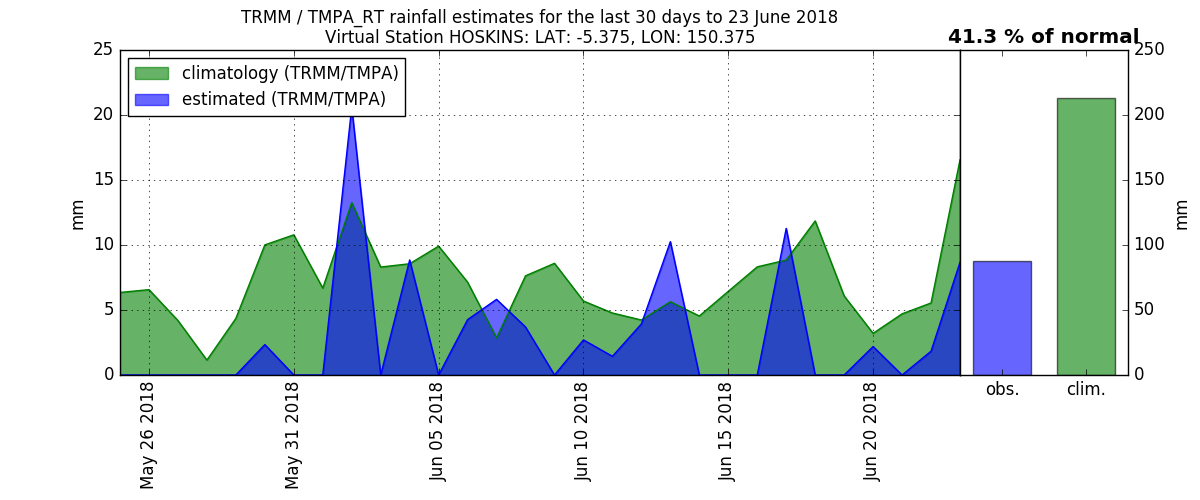 TRMM / TMPA_RT rainfall estimates for the last 30 days to 23 June 2018
Virtual Station HOSKINS: LAT: -5.375, LON: 150.375
41.3 % of normal
climatology (TRMM/TMPA)
estimated (TRMM/TMPA)
25
20
15
10
5
0
mm
250
200
150
100
50
0
mm
May 26 2018
May 31 2018
Jun 05 2018
Jun 10 2018
Jun 15 2018
Jun 20 2018
obs.
clim.